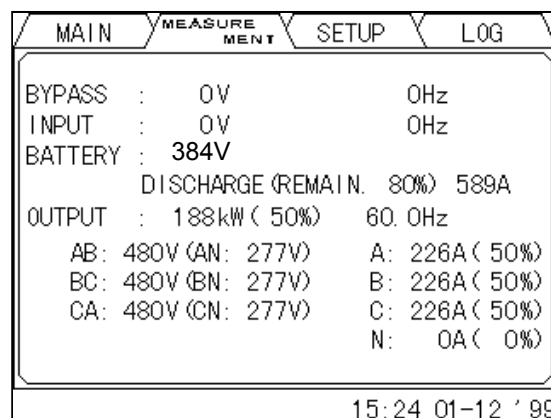 MAIN MEASUREMENT SETUP LOG
BYPASS : 0V 0Hz
INPUT : 0V 0Hz
BATTERY : 384V
DISCHARGE (REMAIN. 80%) 589A
OUTPUT : 188kW ( 50%) 60.0Hz
AB: 480V (AN: 277V) A: 226A ( 50%)
BC: 480V (BN: 277V) B: 226A ( 50%)
CA: 480V (CN: 277V) C: 226A ( 50%)
N: 0A ( 0%)
15:24 01-12 '99